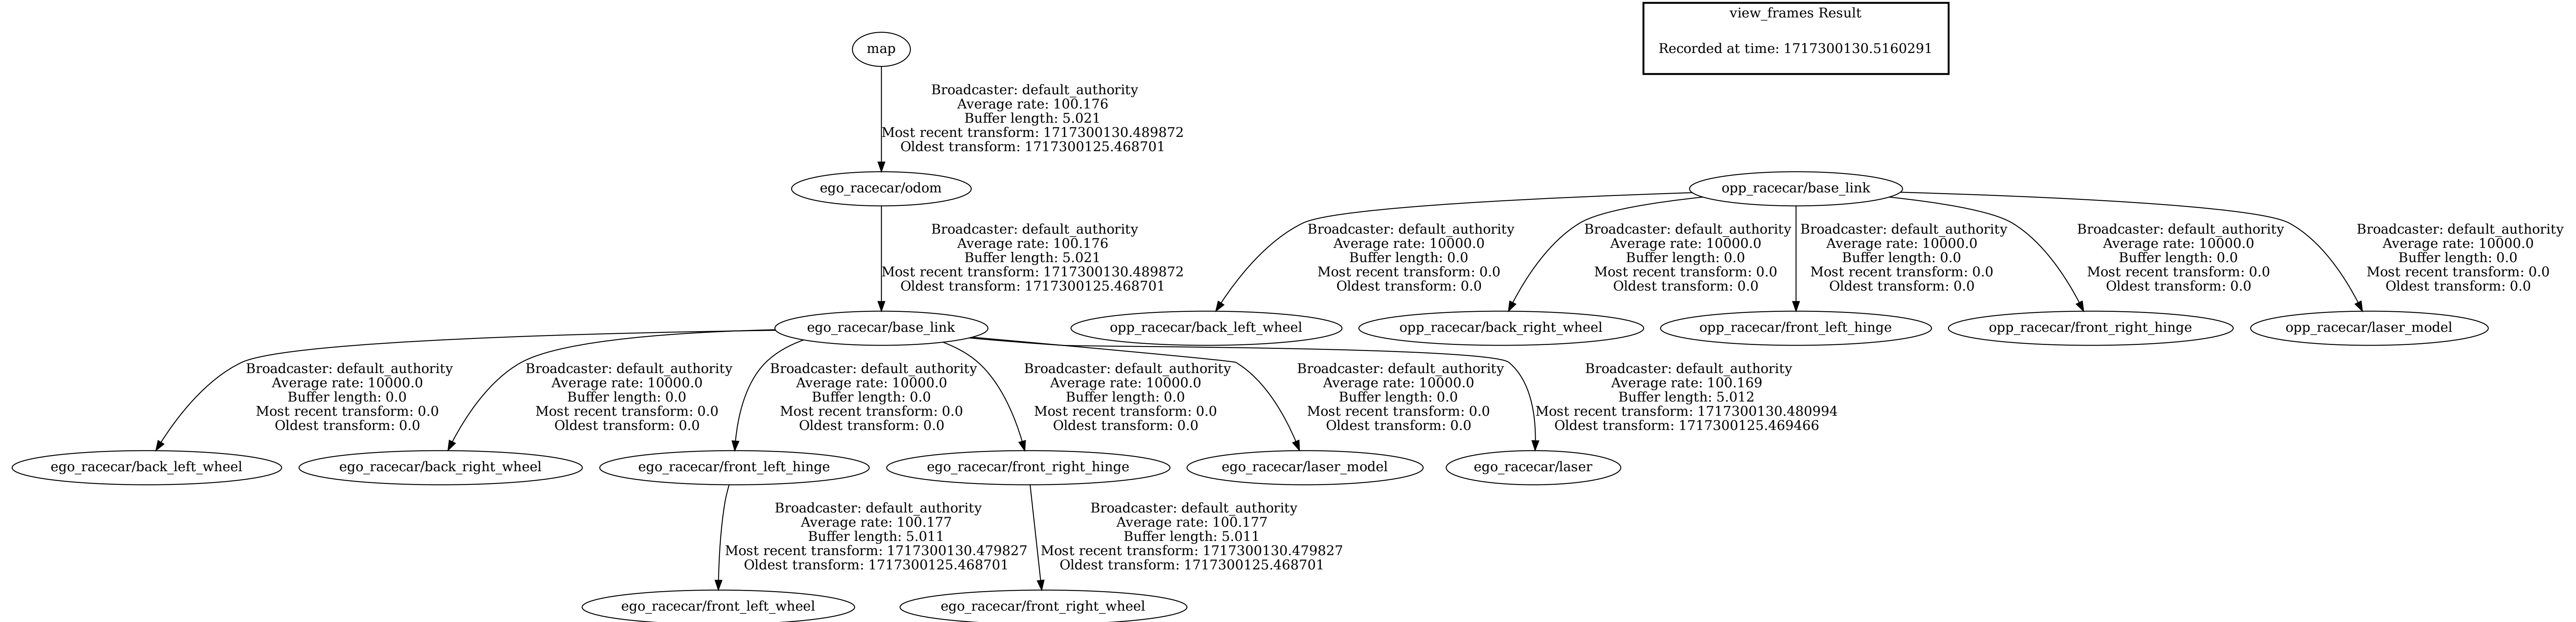 view_frames Result
Recorded at time: 1717300130.5160291
map
Broadcaster: default_authority
Average rate: 100.176
Buffer length: 5.021
Most recent transform: 1717300130.489872
Oldest transform: 1717300125.468701
ego_racecar/odom
Broadcaster: default_authority
Average rate: 100.176
Buffer length: 5.021
Most recent transform: 1717300130.489872
Oldest transform: 1717300125.468701
ego_racecar/base_link
Broadcaster: default_authority
Average rate: 10000.0
Buffer length: 0.0
Most recent transform: 0.0
Oldest transform: 0.0
ego_racecar/back_left_wheel
Broadcaster: default_authority
Average rate: 10000.0
Buffer length: 0.0
Most recent transform: 0.0
Oldest transform: 0.0
ego_racecar/back_right_wheel
Broadcaster: default_authority
Average rate: 10000.0
Buffer length: 0.0
Most recent transform: 0.0
Oldest transform: 0.0
ego_racecar/front_left_hinge
Broadcaster: default_authority
Average rate: 10000.0
Buffer length: 0.0
Most recent transform: 0.0
Oldest transform: 0.0
ego_racecar/front_right_hinge
Broadcaster: default_authority
Average rate: 10000.0
Buffer length: 0.0
Most recent transform: 0.0
Oldest transform: 0.0
ego_racecar/laser_model
Broadcaster: default_authority
Average rate: 100.169
Buffer length: 5.012
Most recent transform: 1717300130.480994
Oldest transform: 1717300125.469466
ego_racecar/laser
Broadcaster: default_authority
Average rate: 100.177
Buffer length: 5.011
Most recent transform: 1717300130.479827
Oldest transform: 1717300125.468701
ego_racecar/front_left_wheel
Broadcaster: default_authority
Average rate: 100.177
Buffer length: 5.011
Most recent transform: 1717300130.479827
Oldest transform: 1717300125.468701
ego_racecar/front_right_wheel
opp_racecar/base_link
Broadcaster: default_authority
Average rate: 10000.0
Buffer length: 0.0
Most recent transform: 0.0
Oldest transform: 0.0
opp_racecar/back_left_wheel
Broadcaster: default_authority
Average rate: 10000.0
Buffer length: 0.0
Most recent transform: 0.0
Oldest transform: 0.0
opp_racecar/back_right_wheel
Broadcaster: default_authority
Average rate: 10000.0
Buffer length: 0.0
Most recent transform: 0.0
Oldest transform: 0.0
opp_racecar/front_left_hinge
Broadcaster: default_authority
Average rate: 10000.0
Buffer length: 0.0
Most recent transform: 0.0
Oldest transform: 0.0
opp_racecar/front_right_hinge
Broadcaster: default_authority
Average rate: 10000.0
Buffer length: 0.0
Most recent transform: 0.0
Oldest transform: 0.0
opp_racecar/laser_model